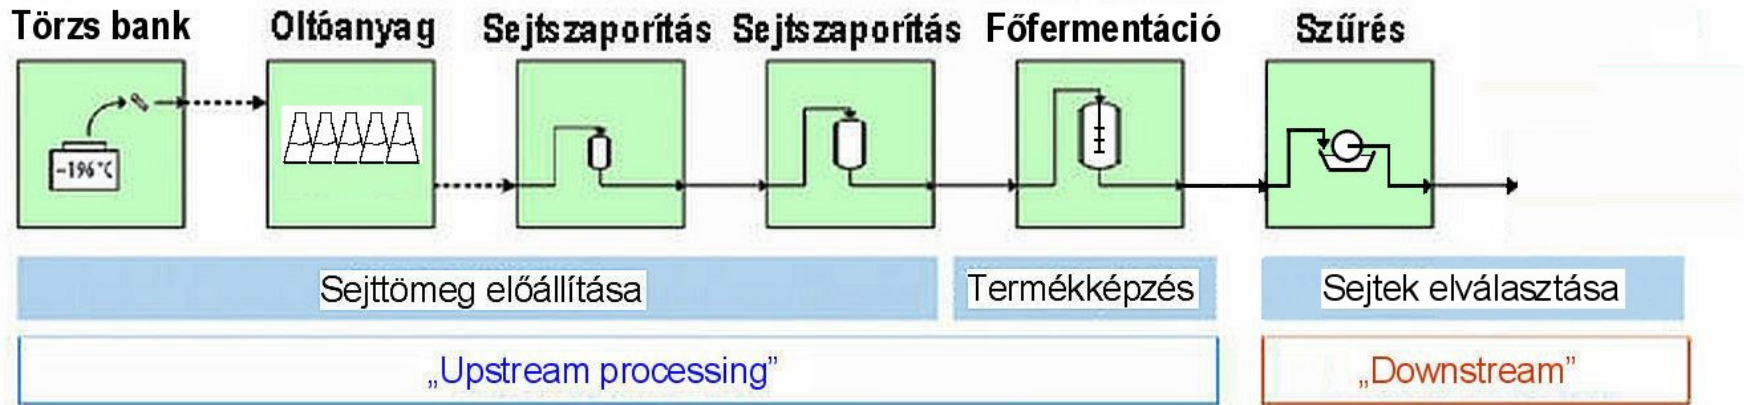 Törzs bank Oltóanyag Sejtszaporítás Sejtszaporítás Főfermentáció Szűrés
-196 °C
Sejttömeg előállítása Termékképzés Sejtek elválasztása
„Upstream processing” „Downstream”